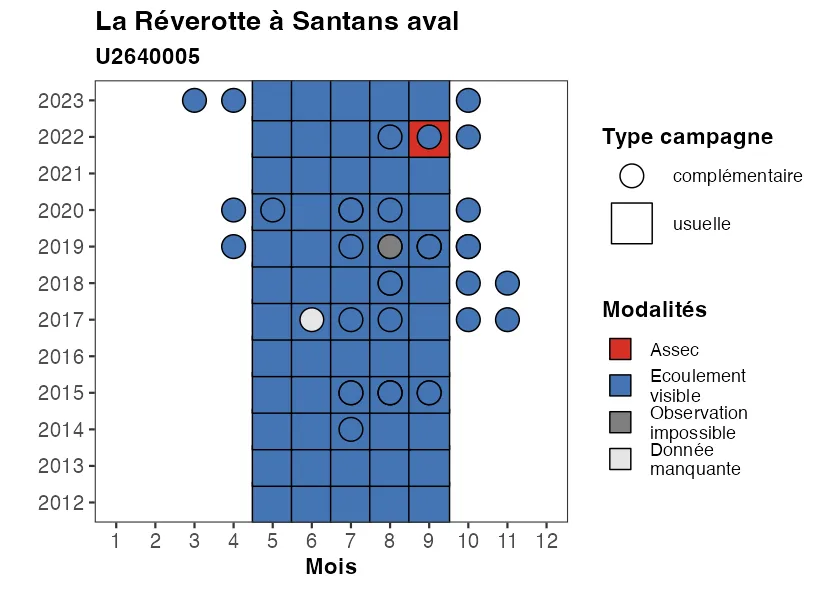 La Réverotte à Santans aval
U2640005
2023
2022
2021
2020
2019
2018
2017
2016
2015
2014
2013
2012
1 2 3 4 5 6 7 8 9 10 11 12
Mois
Type campagne
complémentaire
usuelle
Modalités
Assec
Ecoulement
visible
Observation
impossible
Donnée
manquante